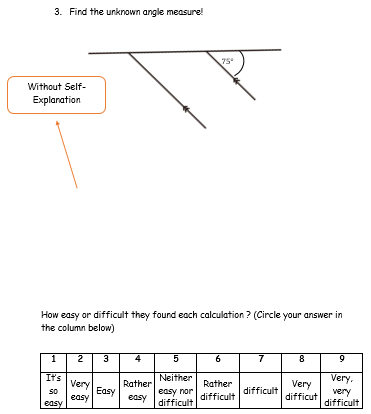 3. Find the unknown angle measure!
75°
Without Self-
Explanation
How easy or difficult they found each calculation ? (Circle your answer in
the column below)
1 2 3 4 5 6 7 8 9
It's so easy Very easy Easy Rather easy Neither easy nor difficult Rather difficult difficult Very difficut Very, very difficult